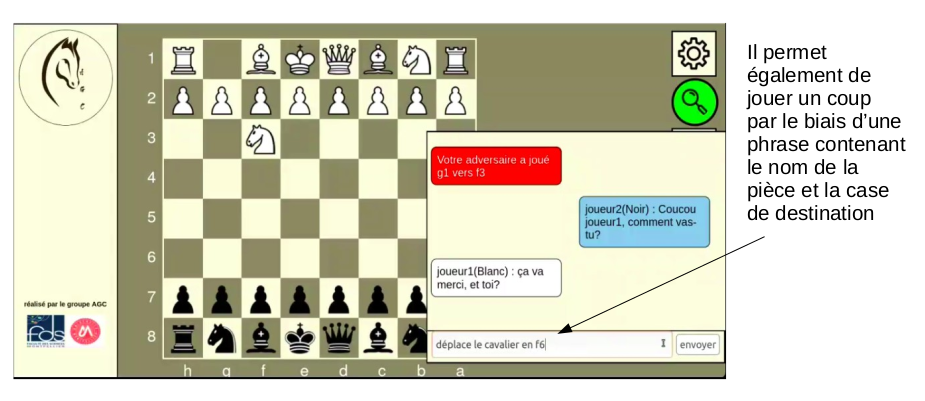 d
g
c
1
2
3
4
5
6
7
8
h g f e d c b a
réalisé par le groupe AGC
fds
Votre adversaire a joué
g1 vers f3
joueur2(Noir) : Coucou
joueur1, comment vas-
tu?
joueur1(Blanc) : ça va
merci, et toi?
déplace le cavalier en f6
envoyer
Il permet
également de
jouer un coup
par le biais d’une
phrase contenant
le nom de la
pièce et la case
de destination